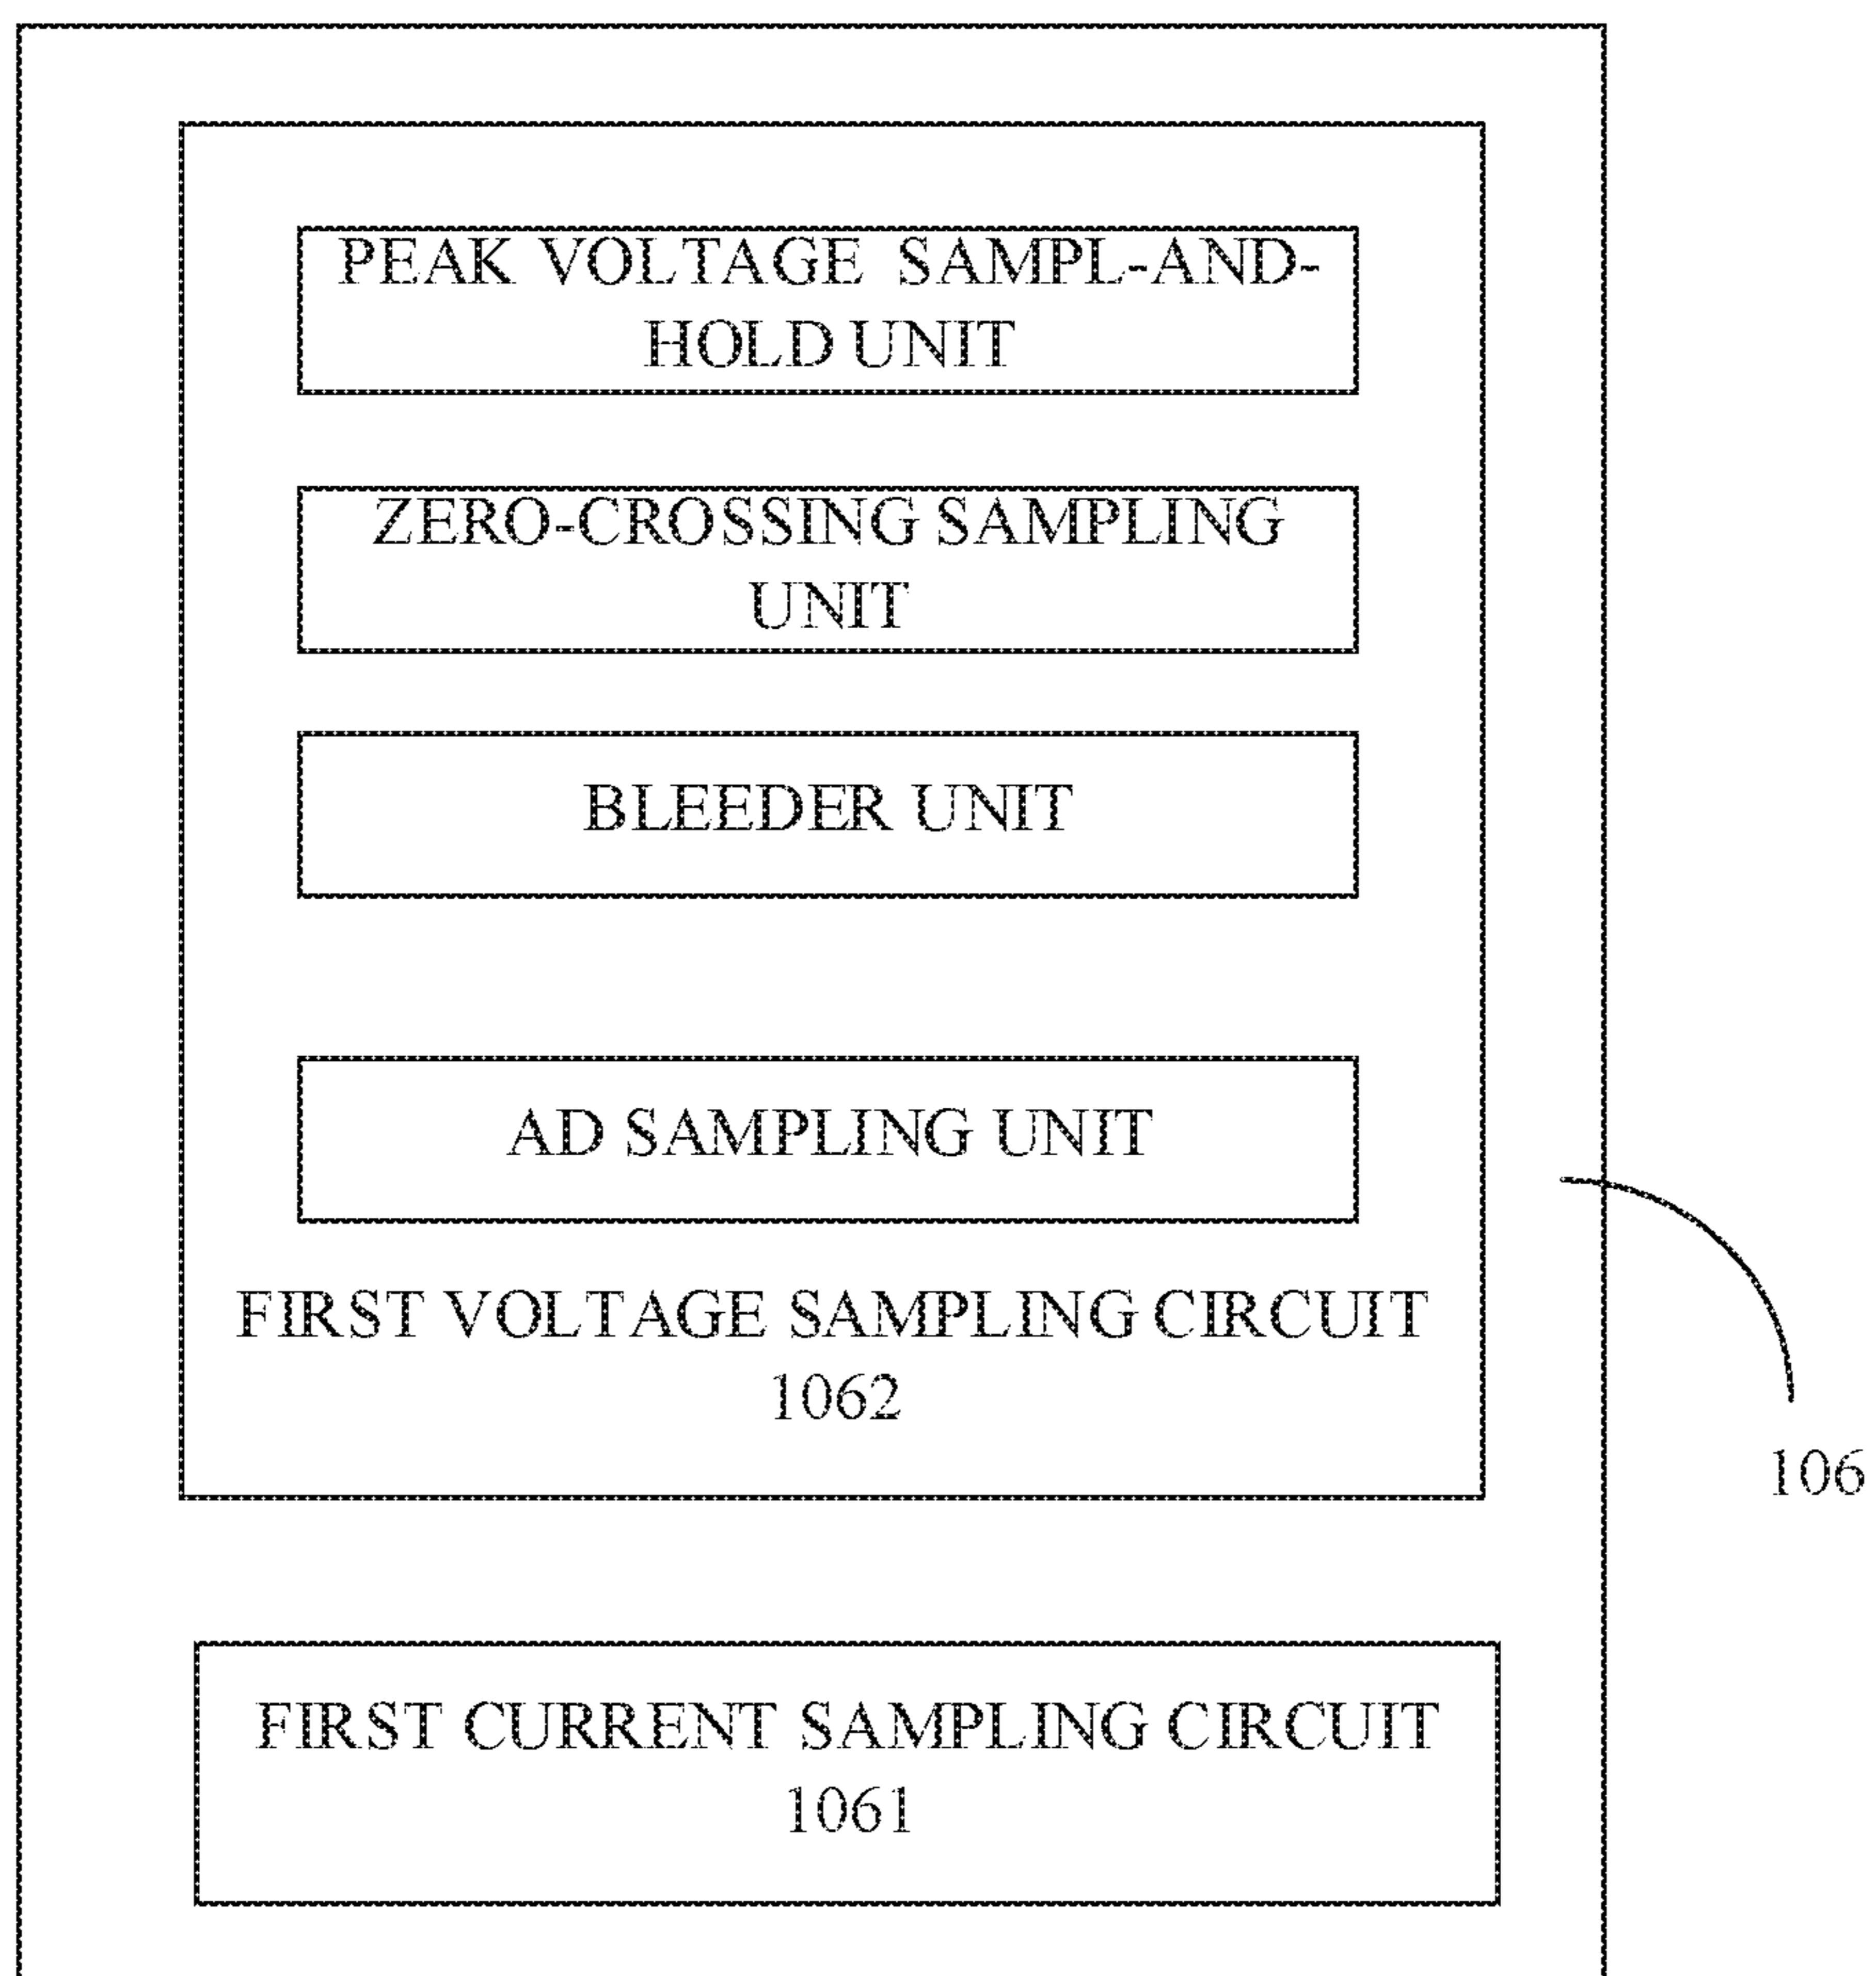 PEAK VOLTAGE SAMPL-AND-
HOLD UNIT
ZERO-CROSSING SAMPLING
UNIT
BLEEDER UNIT
AD SAMPLING UNIT
FIRST VOLTAGE SAMPLING CIRCUIT
1062
106
FIRST CURRENT SAMPLING CIRCUIT
1061